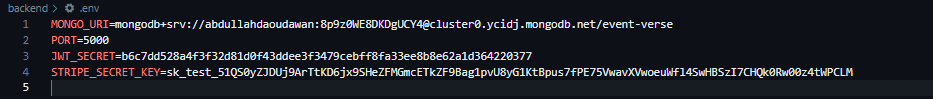 backend > .env
1 MONGO_URI=mongodb+srv://abdullahdaoudawan:8p9z0WE8DKDgUCY4@cluster0.ycidj.mongodb.net/event-verse
2 PORT=5000
3 JWT_SECRET=b6c7dd528a4f3f32d81d0f43ddee3f3479cebff8fa33ee8b8e62a1d364220377
4 STRIPE_SECRET_KEY=sk_test_51QS0yZJDUj9ArTtKD6jx9SHeZFMGmcETkZF9Bag1pvU8yG1KtBpus7fPE75VwavXVwoeuWfl4SwHBSzI7CHQk0Rw00z4tWPCLM
5